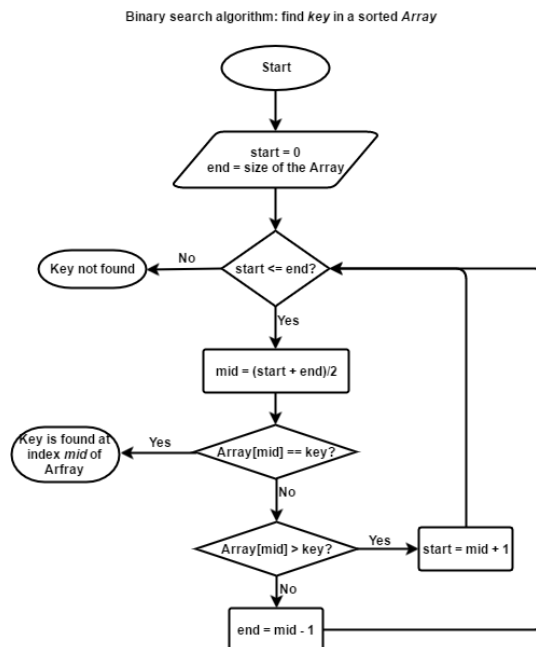 Binary search algorithm: find key in a sorted Array
Start
start = 0
end = size of the Array
start <= end?
No
Key not found
Yes
mid = (start + end)/2
Array[mid] == key?
Yes
Key is found at
index mid of
Arfray
No
Array[mid] > key?
Yes
start = mid + 1
No
end = mid - 1